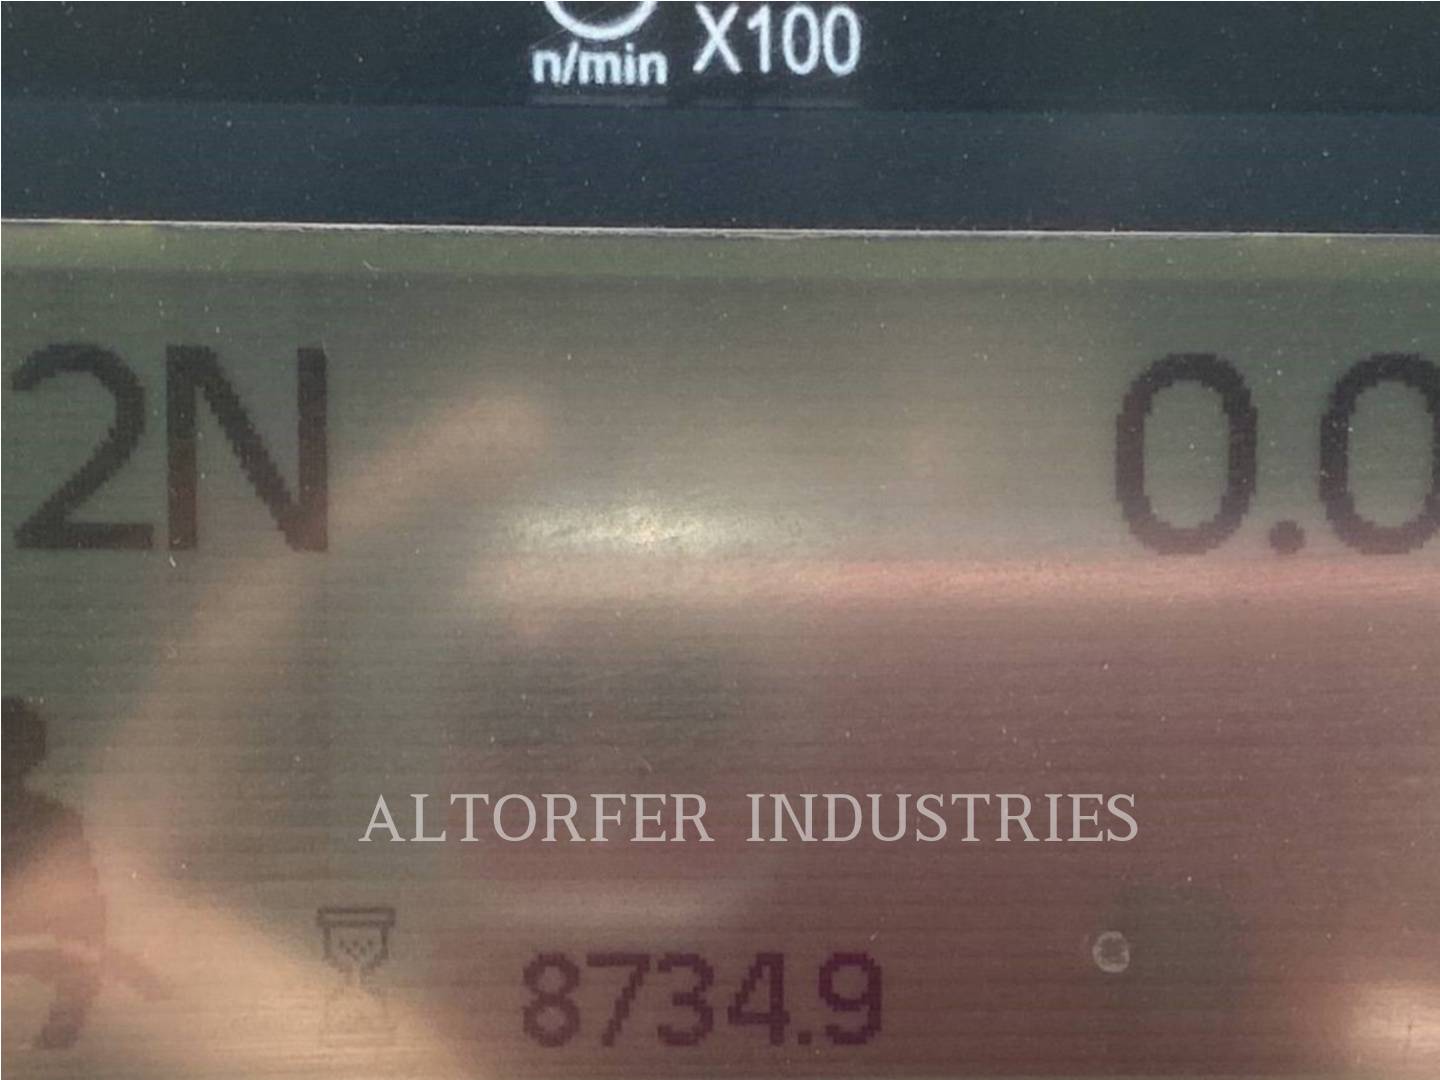 n/min X100
2N 0.0
ALTORFER INDUSTRIES
8734.9